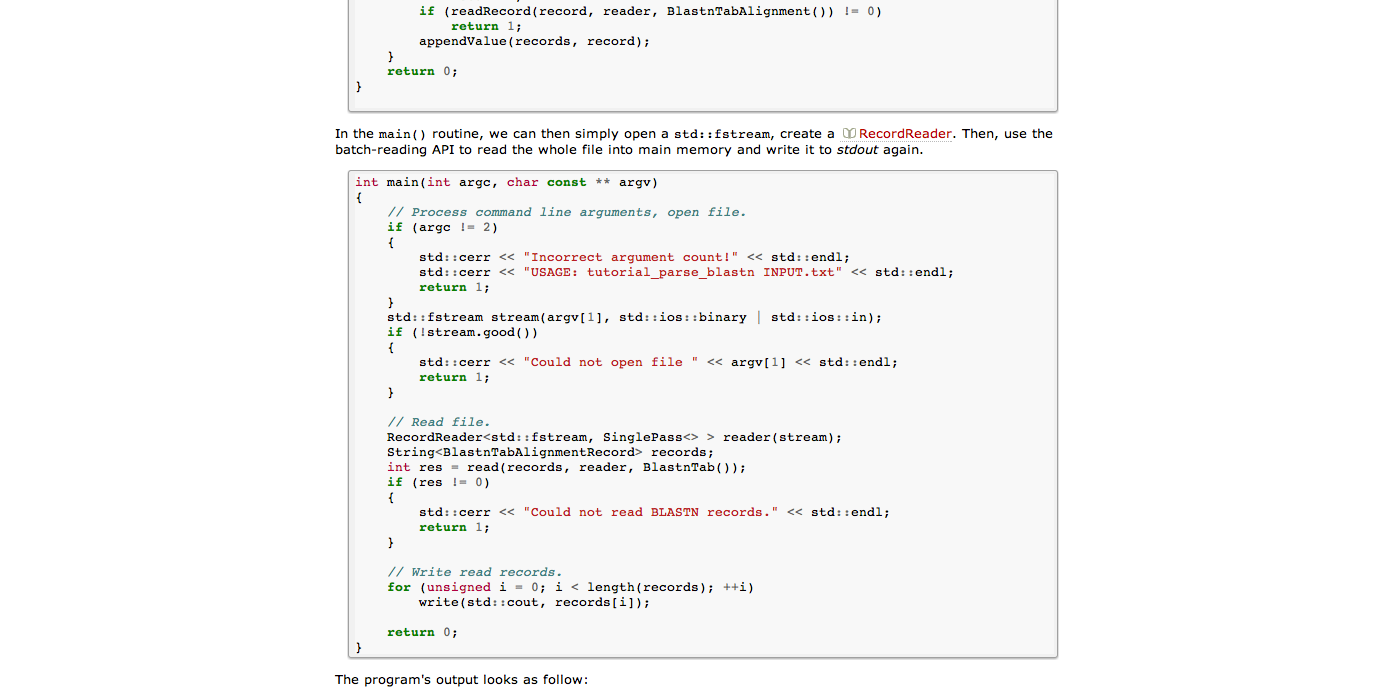 if (readRecord(record, reader, BlastnTabAlignment()) != 0)
return 1;
appendValue(records, record);
}
return 0;
}
In the main() routine, we can then simply open a std::fstream, create a RecordReader. Then, use the
batch-reading API to read the whole file into main memory and write it to stdout again.
int main(int argc, char const ** argv)
{
// Process command line arguments, open file.
if (argc != 2)
{
std::cerr << "Incorrect argument count!" << std::endl;
std::cerr << "USAGE: tutorial_parse_blastn INPUT.txt" << std::endl;
return 1;
}
std::fstream stream(argv[1], std::ios::binary | std::ios::in);
if (!stream.good())
{
std::cerr << "Could not open file " << argv[1] << std::endl;
return 1;
}
// Read file.
RecordReader<std::fstream, SinglePass<> > reader(stream);
String<BlastnTabAlignmentRecord> records;
int res = read(records, reader, BlastnTab());
if (res != 0)
{
std::cerr << "Could not read BLASTN records." << std::endl;
return 1;
}
// Write read records.
for (unsigned i = 0; i < length(records); ++i)
write(std::cout, records[i]);
return 0;
}
The program's output looks as follow: